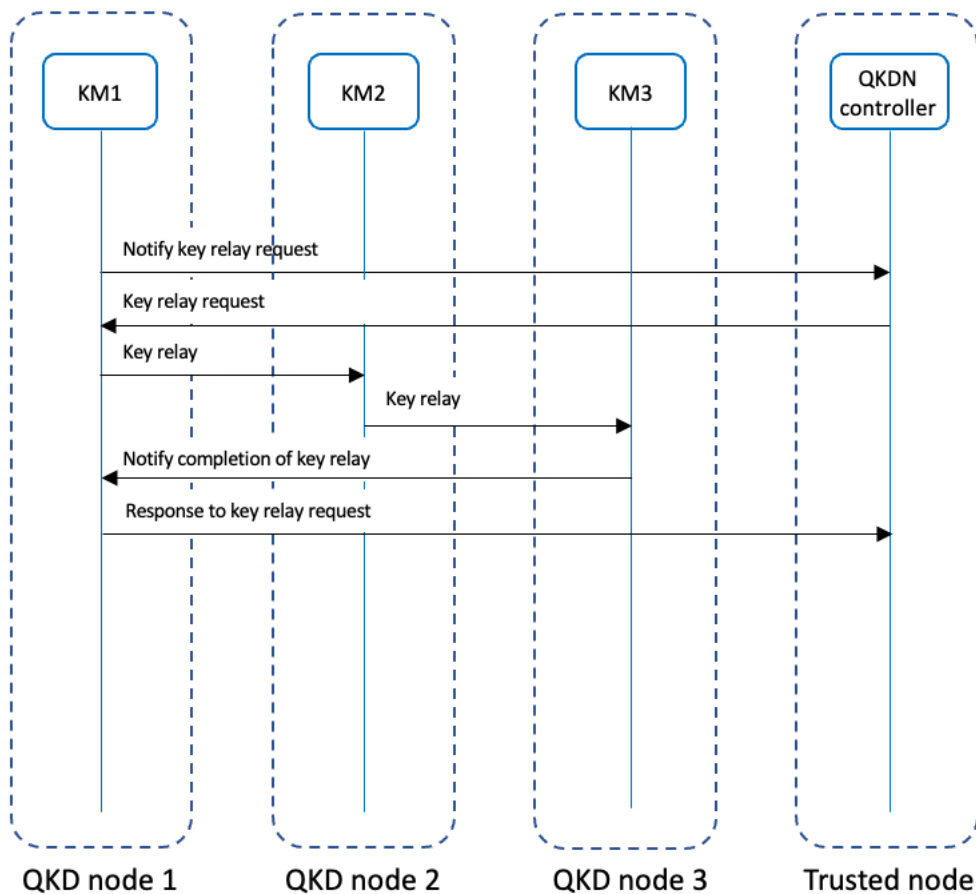 KM1
KM2
KM3
QKDN
controller
Notify key relay request
Key relay request
Key relay
Key relay
Notify completion of key relay
Response to key relay request
QKD node 1
QKD node 2
QKD node 3
Trusted node